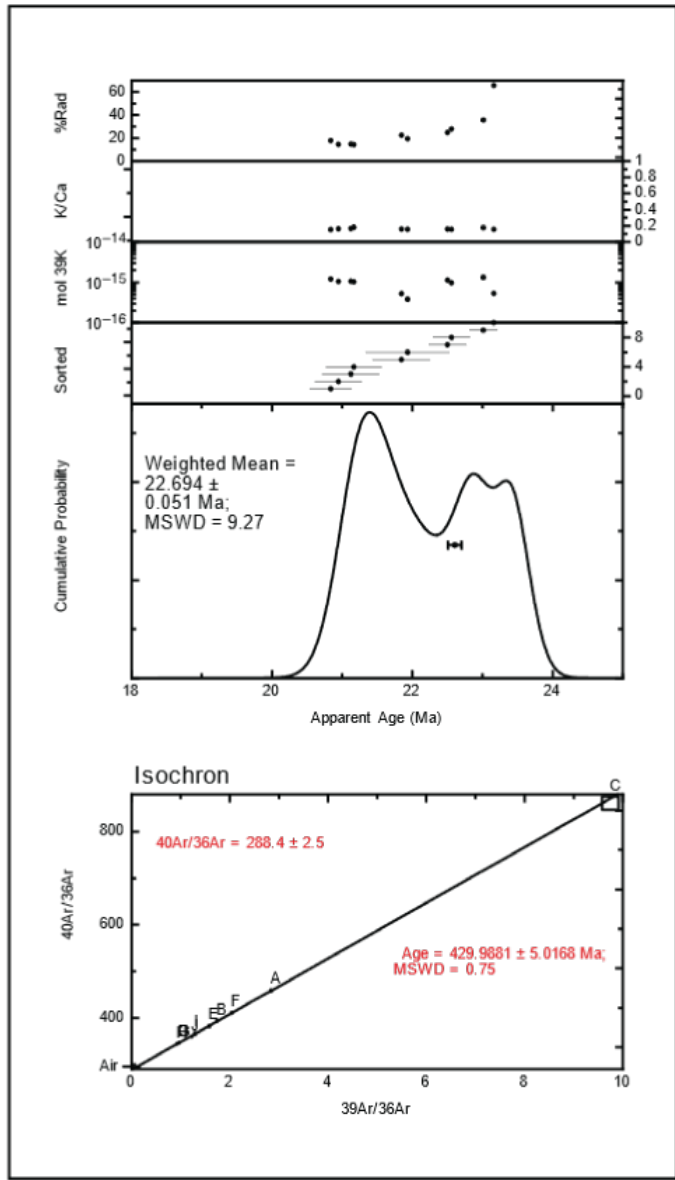 %Rad
60
40
20
0
K/Ca
1
0.8
0.6
0.4
0.2
0
mol 39K
10−14
10−15
10−16
Sorted
8
4
0
Cumulative Probability
Weighted Mean =
22.694 ±
0.051 Ma;
MSWD = 9.27
18 20 22 24
Apparent Age (Ma)
Isochron
C
800
600
400
Air
40Ar/36Ar
40Ar/36Ar = 288.4 ± 2.5
Age = 429.9881 ± 5.0168 Ma;
MSWD = 0.75
A
F
B
E
0 2 4 6 8 10
39Ar/36Ar